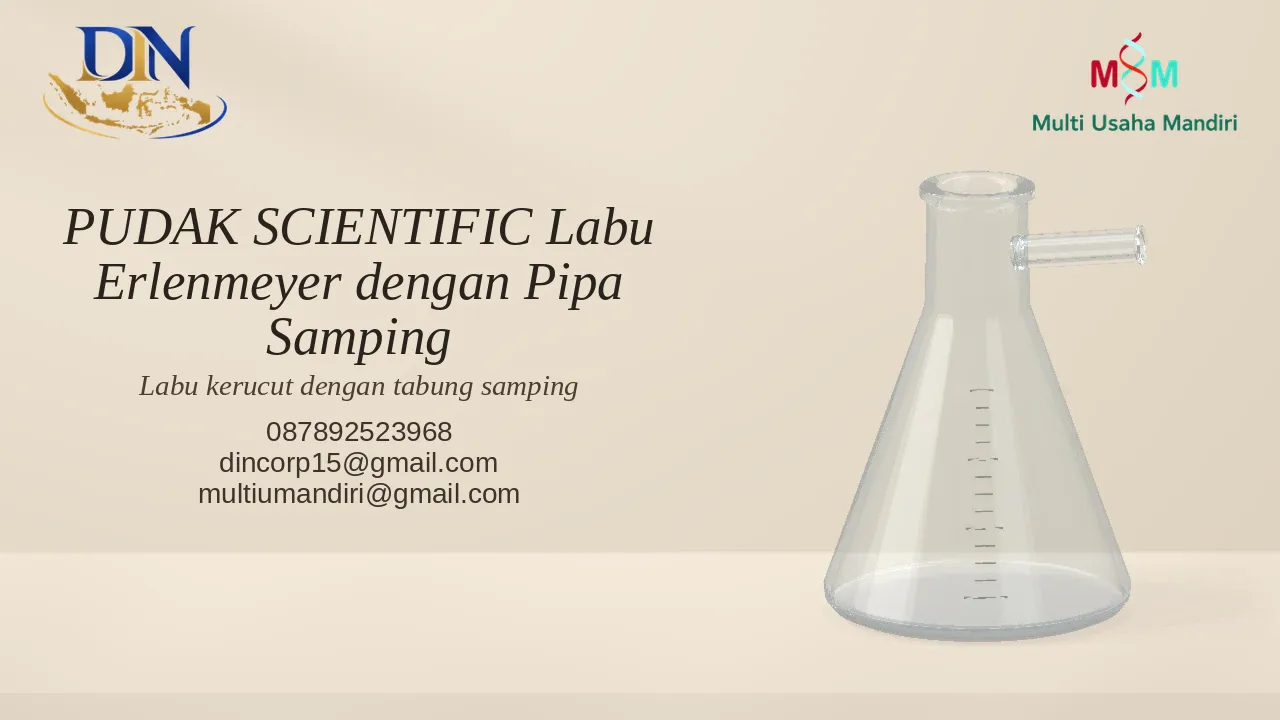 DN
M M
Multi Usaha Mandiri
PUDAK SCIENTIFIC Labu
Erlenmeyer dengan Pipa
Samping
Labu kerucut dengan tabung samping
087892523968
dincorp15@gmail.com
multiumandiri@gmail.com